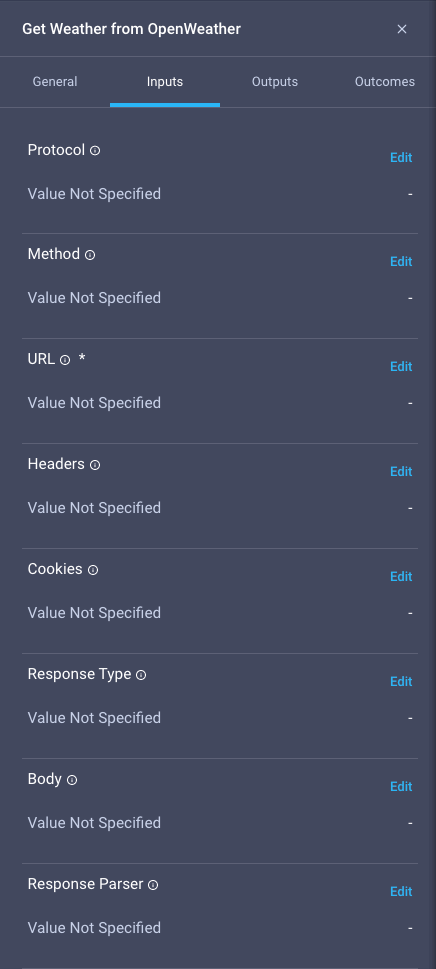 Get Weather from OpenWeather
General Inputs Outputs Outcomes
Protocol
Edit
Value Not Specified -
Method
Edit
Value Not Specified -
URL *
Edit
Value Not Specified -
Headers
Edit
Value Not Specified -
Cookies
Edit
Value Not Specified -
Response Type
Edit
Value Not Specified -
Body
Edit
Value Not Specified -
Response Parser
Edit
Value Not Specified -